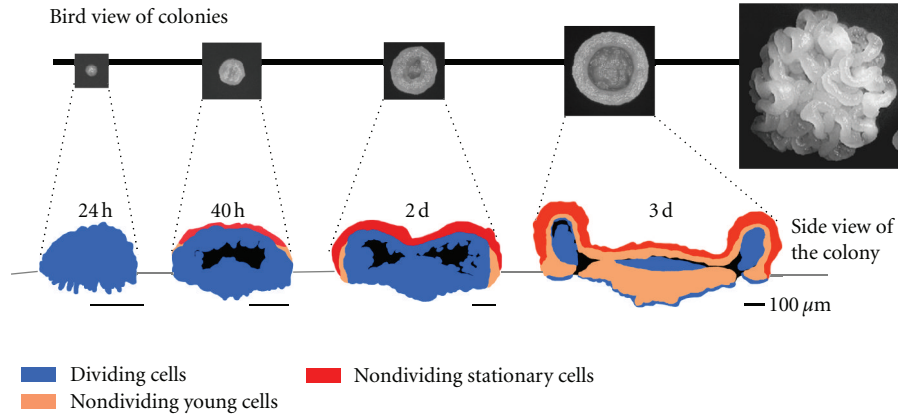 Bird view of colonies
24 h
40 h
2 d
3 d
Side view of
the colony
100 μm
Dividing cells
Nondividing young cells
Nondividing stationary cells